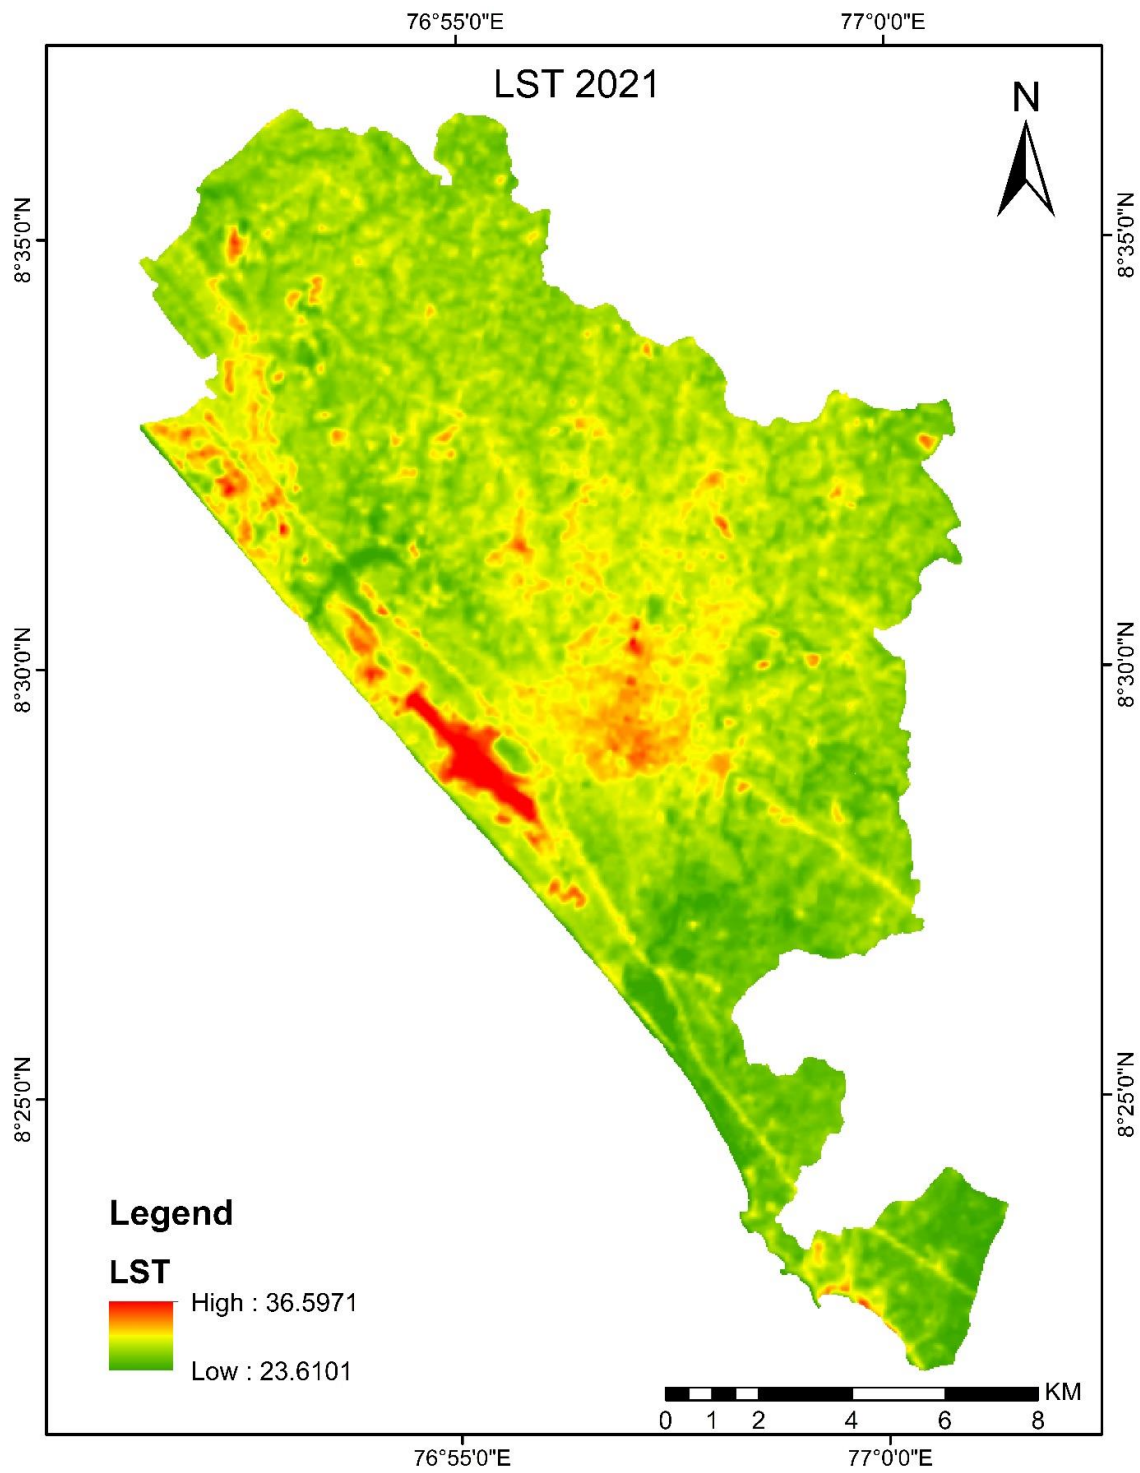 76°55'0"E
77°0'0"E
LST 2021
N
8°35'0"N
8°35'0"N
8°30'0"N
8°30'0"N
8°25'0"N
8°25'0"N
Legend
LST
High : 36.5971
Low : 23.6101
KM
0 1 2 4 6 8
76°55'0"E
77°0'0"E